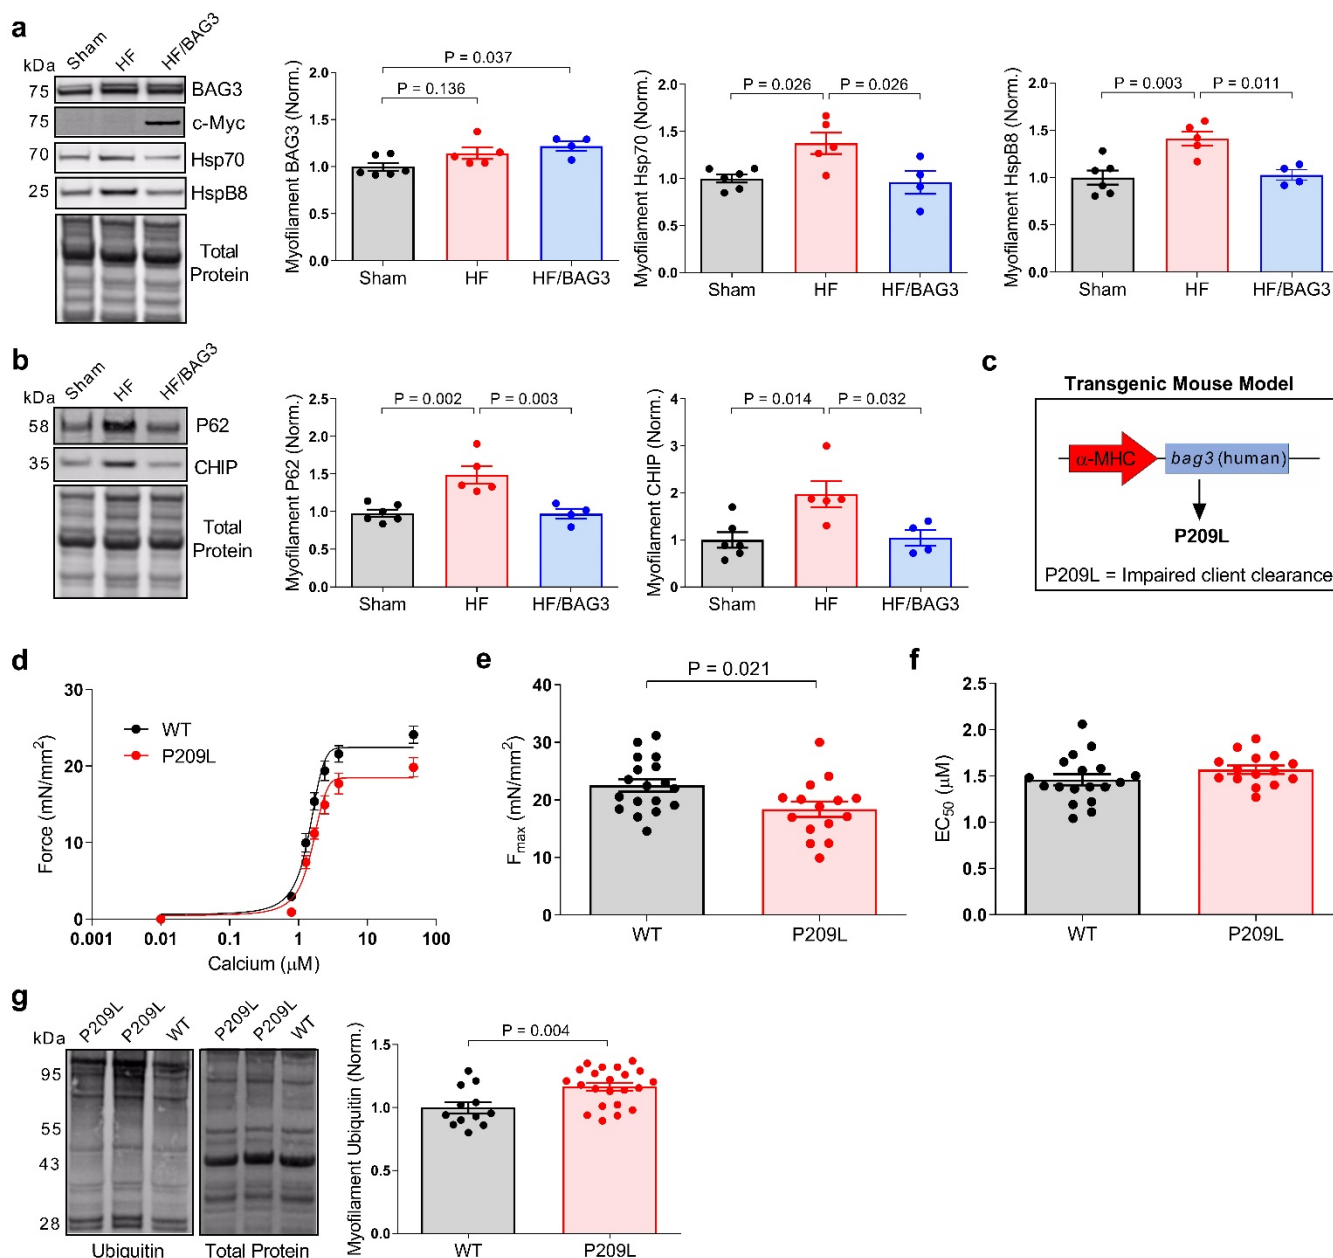 a
kDa
Sham
HF
HF/BAG3
75
BAG3
75
c-Myc
70
Hsp70
25
HspB8
Total
Protein
Myofilament BAG3 (Norm.)
2.0
1.5
1.0
0.5
0.0
P = 0.037
P = 0.136
Sham
HF
HF/BAG3
Myofilament Hsp70 (Norm.)
2.0
1.5
1.0
0.5
0.0
P = 0.026
P = 0.026
Sham
HF
HF/BAG3
Myofilament HspB8 (Norm.)
2.0
1.5
1.0
0.5
0.0
P = 0.003
P = 0.011
Sham
HF
HF/BAG3
b
kDa
Sham
HF
HF/BAG3
58
P62
35
CHIP
Total
Protein
Myofilament P62 (Norm.)
2.5
2.0
1.5
1.0
0.5
0.0
P = 0.002
P = 0.003
Sham
HF
HF/BAG3
Myofilament CHIP (Norm.)
4
3
2
1
0
P = 0.014
P = 0.032
Sham
HF
HF/BAG3
c
Transgenic Mouse Model
α-MHC
bag3 (human)
P209L
P209L = Impaired client clearance
d
Force (mN/mm²)
30
20
10
0
WT
P209L
0.001
0.01
0.1
1
10
100
Calcium (μM)
e
P = 0.021
Fmax (mN/mm²)
40
30
20
10
0
WT
P209L
f
EC50 (μM)
2.5
2.0
1.5
1.0
0.5
0.0
WT
P209L
g
kDa
P209L
P209L
WT
P209L
P209L
WT
95
55
43
28
Ubiquitin
Total Protein
Myofilament Ubiquitin (Norm.)
1.5
1.0
0.5
0.0
P = 0.004
WT
P209L